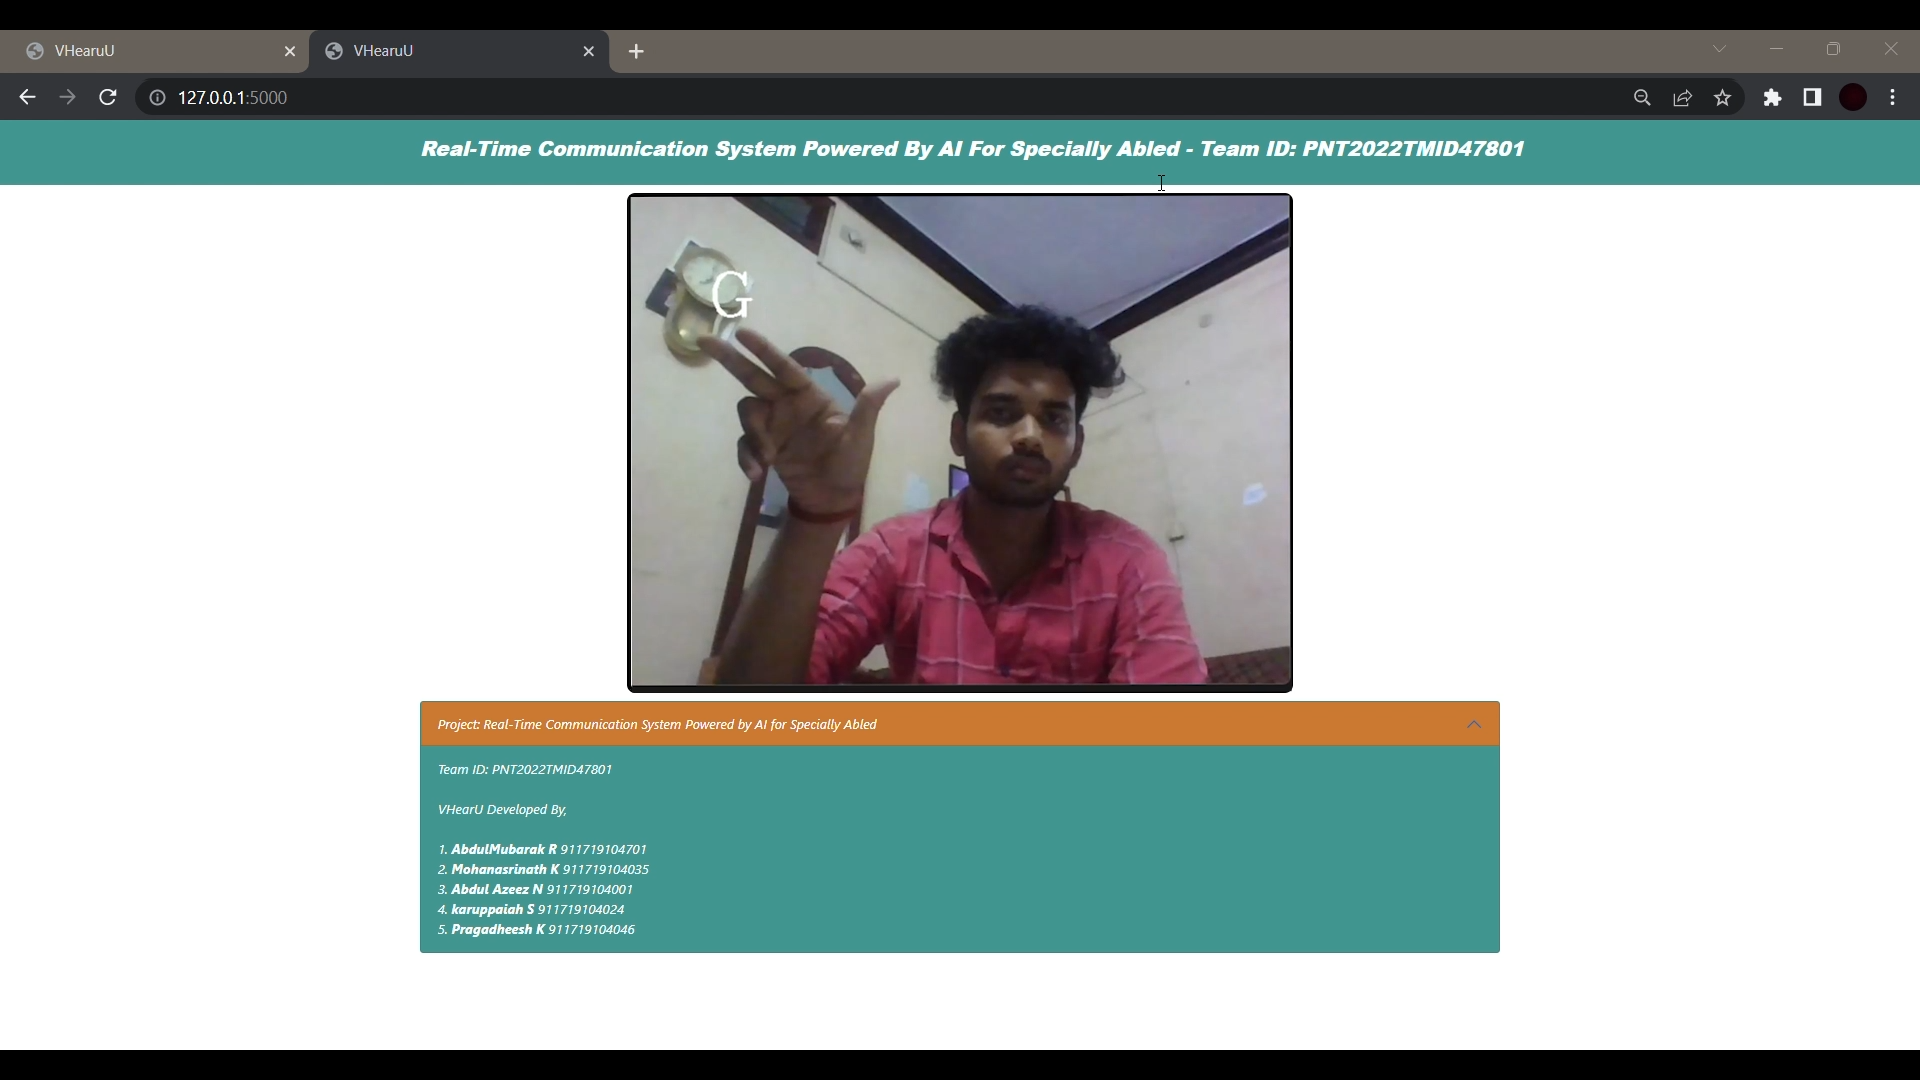 VHearuU
VHearuU
127.0.0.1:5000
Real-Time Communication System Powered By AI For Specially Abled - Team ID: PNT2022TMID47801
G
Project: Real-Time Communication System Powered by AI for Specially Abled
Team ID: PNT2022TMID47801
VHearU Developed By,
1. AbdulMubarak R 911719104701
2. Mohanasrinath K 911719104035
3. Abdul Azeez N 911719104001
4. karuppaiah S 911719104024
5. Pragadheesh K 911719104046